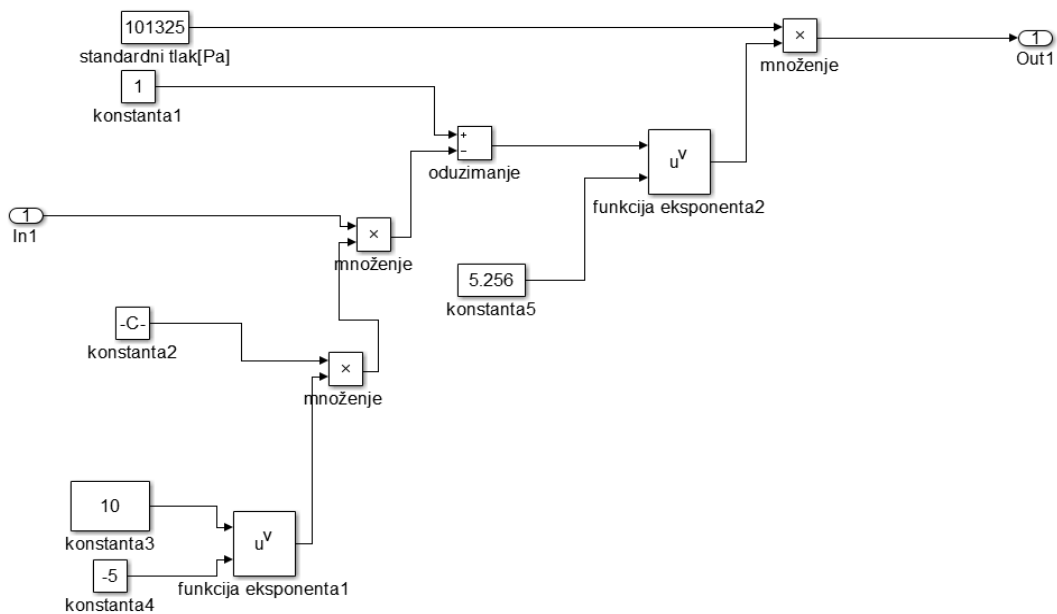 101325
standardni tlak[Pa]
1
konstanta1
+
−
oduzimanje
×
množenje
1
Out1
u^v
funkcija eksponenta2
1
In1
×
množenje
5.256
konstanta5
-C-
konstanta2
×
množenje
10
konstanta3
-5
konstanta4
u^v
funkcija eksponenta1